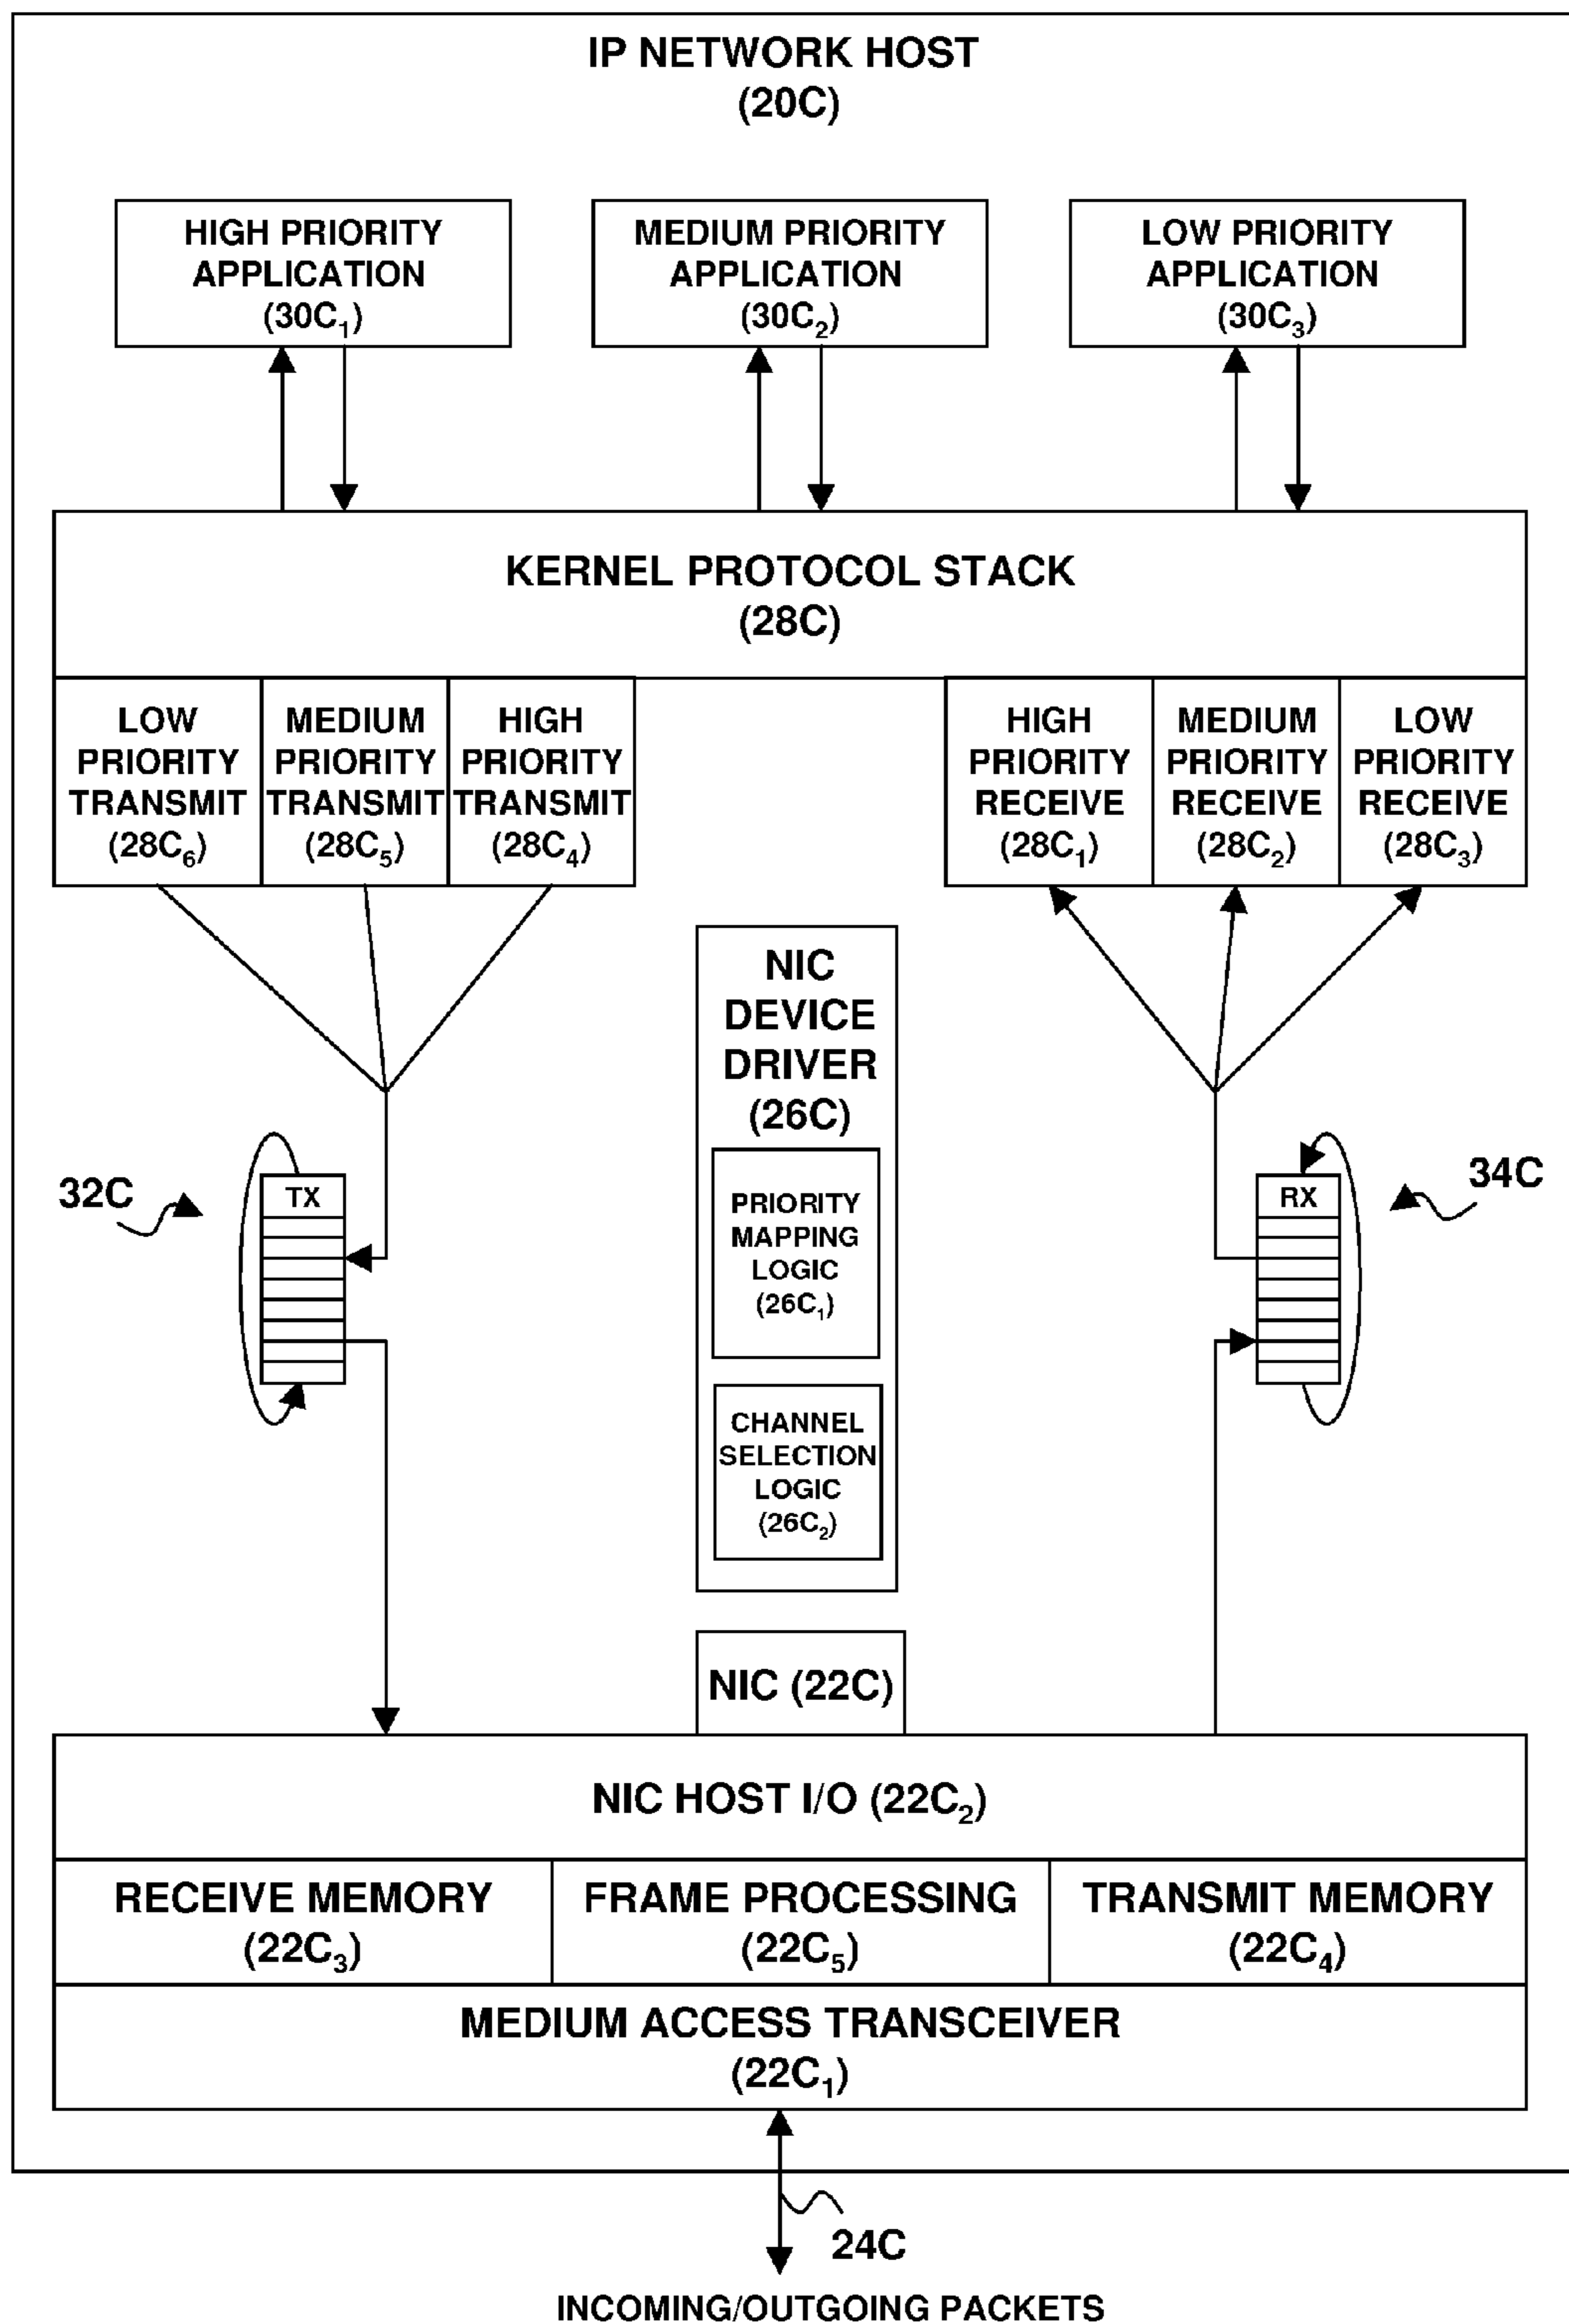 IP NETWORK HOST
(20C)
HIGH PRIORITY
APPLICATION
(30C₁)
MEDIUM PRIORITY
APPLICATION
(30C₂)
LOW PRIORITY
APPLICATION
(30C₃)
KERNEL PROTOCOL STACK
(28C)
LOW
PRIORITY
TRANSMIT
(28C₆)
MEDIUM
PRIORITY
TRANSMIT
(28C₅)
HIGH
PRIORITY
TRANSMIT
(28C₄)
HIGH
PRIORITY
RECEIVE
(28C₁)
MEDIUM
PRIORITY
RECEIVE
(28C₂)
LOW
PRIORITY
RECEIVE
(28C�3)
NIC
DEVICE
DRIVER
(26C)
32C
TX
PRIORITY
MAPPING
LOGIC
(26C₁)
RX
34C
CHANNEL
SELECTION
LOGIC
(26C₂)
NIC (22C)
NIC HOST I/O (22C₂)
RECEIVE MEMORY
(22C₃)
FRAME PROCESSING
(22C₅)
TRANSMIT MEMORY
(22C₄)
MEDIUM ACCESS TRANSCEIVER
(22C₁)
24C
INCOMING/OUTGOING PACKETS